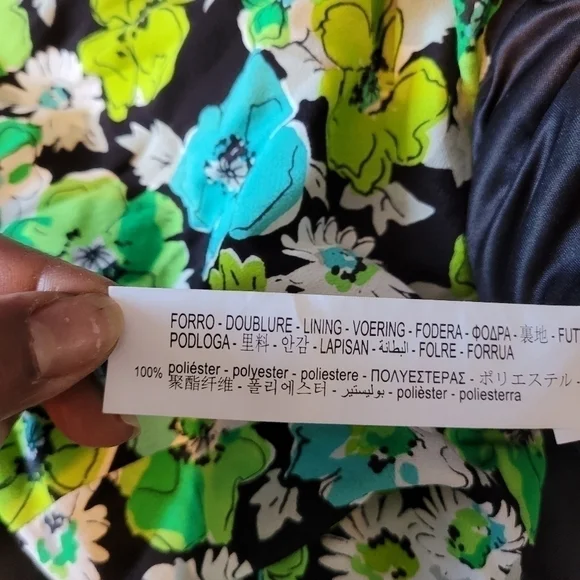 FORRO - DOUBLURE - LINING - VOERING - FODERA - ΦΟΔΡΑ - 裏地 - FUT
PODLOGA - 里料 - 안감 - LAPISAN - البطانة - FOLRE - FORRUA
100% poliéster - polyester - poliestere - ΠΟΛΥΕΣΤΕΡΑΣ - ポリエステル -
聚酯纤维 - 폴리에스터 - بوليستير - polièster - poliesterra